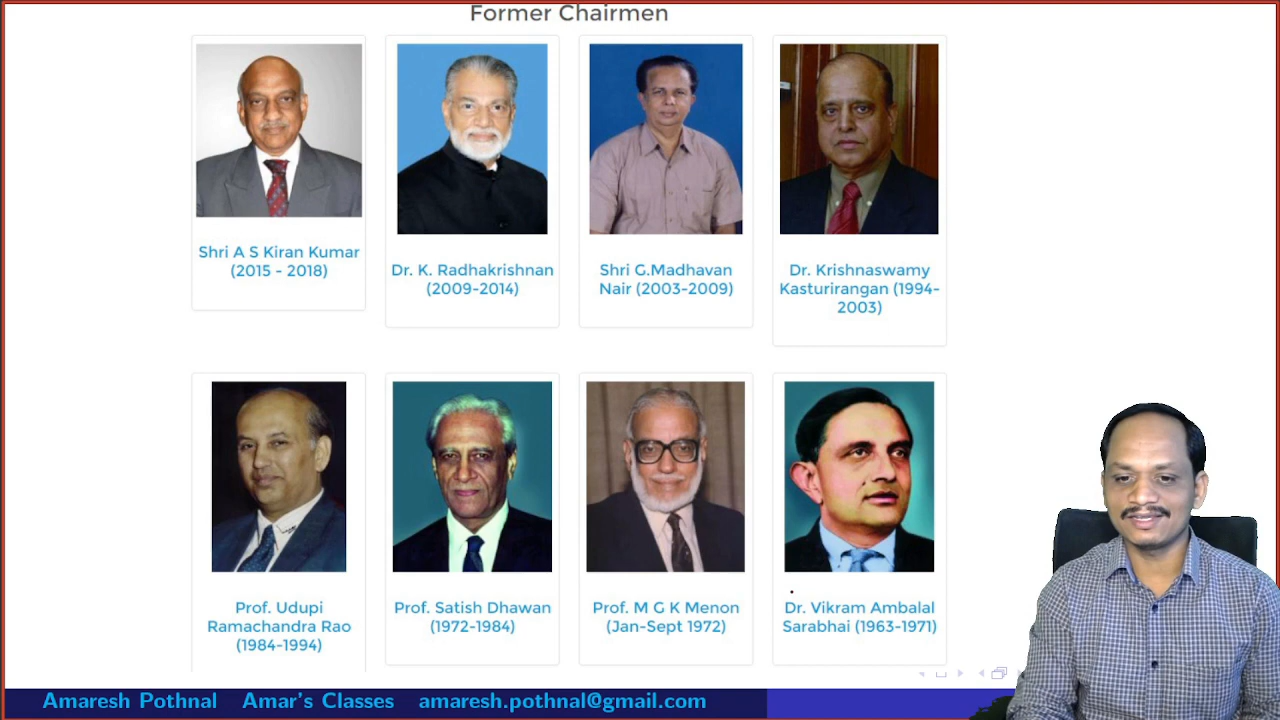 Former Chairmen
Shri A S Kiran Kumar
(2015 - 2018)
Dr. K. Radhakrishnan
(2009-2014)
Shri G.Madhavan
Nair (2003-2009)
Dr. Krishnaswamy
Kasturirangan (1994-
2003)
Prof. Udupi
Ramachandra Rao
(1984-1994)
Prof. Satish Dhawan
(1972-1984)
Prof. M G K Menon
(Jan-Sept 1972)
Dr. Vikram Ambalal
Sarabhai (1963-1971)
Amaresh Pothnal Amar's Classes amaresh.pothnal@gmail.com